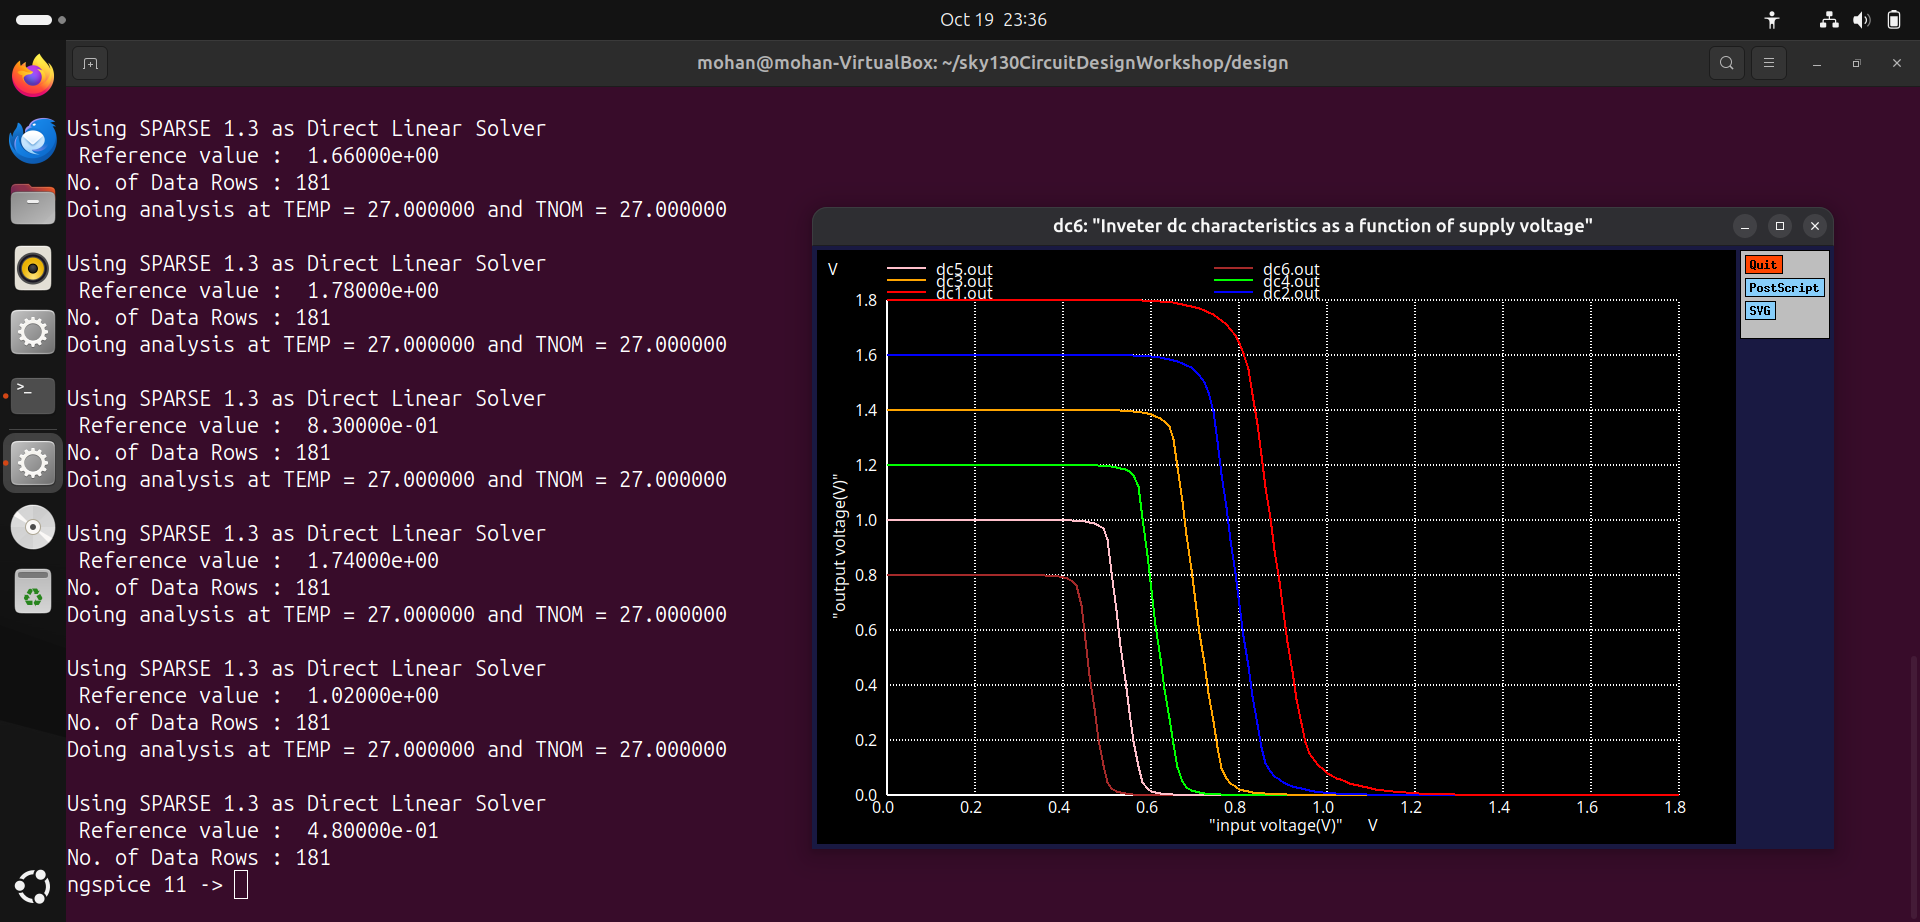 Oct 19 23:36
mohan@mohan-VirtualBox: ~/sky130CircuitDesignWorkshop/design
Using SPARSE 1.3 as Direct Linear Solver
Reference value : 1.66000e+00
No. of Data Rows : 181
Doing analysis at TEMP = 27.000000 and TNOM = 27.000000
Using SPARSE 1.3 as Direct Linear Solver
Reference value : 1.78000e+00
No. of Data Rows : 181
Doing analysis at TEMP = 27.000000 and TNOM = 27.000000
Using SPARSE 1.3 as Direct Linear Solver
Reference value : 8.30000e-01
No. of Data Rows : 181
Doing analysis at TEMP = 27.000000 and TNOM = 27.000000
Using SPARSE 1.3 as Direct Linear Solver
Reference value : 1.74000e+00
No. of Data Rows : 181
Doing analysis at TEMP = 27.000000 and TNOM = 27.000000
Using SPARSE 1.3 as Direct Linear Solver
Reference value : 1.02000e+00
No. of Data Rows : 181
Doing analysis at TEMP = 27.000000 and TNOM = 27.000000
Using SPARSE 1.3 as Direct Linear Solver
Reference value : 4.80000e-01
No. of Data Rows : 181
ngspice 11 ->
dc6: "Inveter dc characteristics as a function of supply voltage"
Quit
PostScript
SVG
V
dc5.out dc6.out
dc3.out dc4.out
dc1.out dc2.out
1.8
1.6
1.4
1.2
1.0
0.8
0.6
0.4
0.2
0.0
"output voltage(V)"
0.0 0.2 0.4 0.6 0.8 1.0 1.2 1.4 1.6 1.8
"input voltage(V)" V